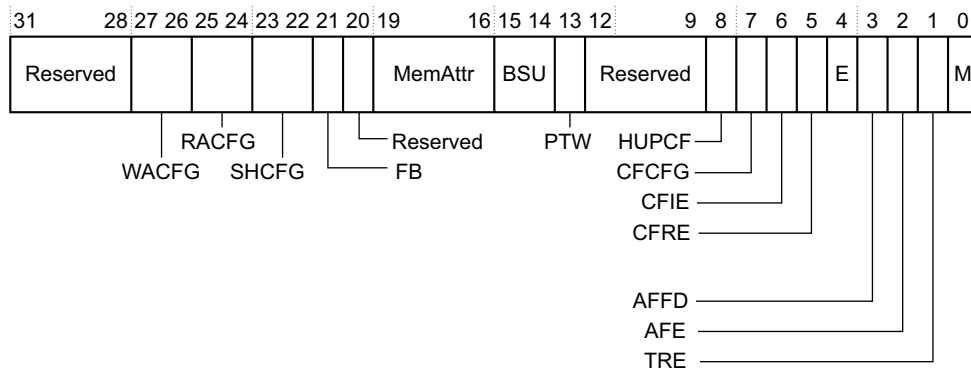 31 28 27 26 25 24 23 22 21 20 19 16 15 14 13 12 9 8 7 6 5 4 3 2 1 0
Reserved MemAttr BSU Reserved E M
RACFG Reserved PTW HUPCF
WACFG SHCFG FB CFCFG
CFIE
CFRE
AFFD
AFE
TRE